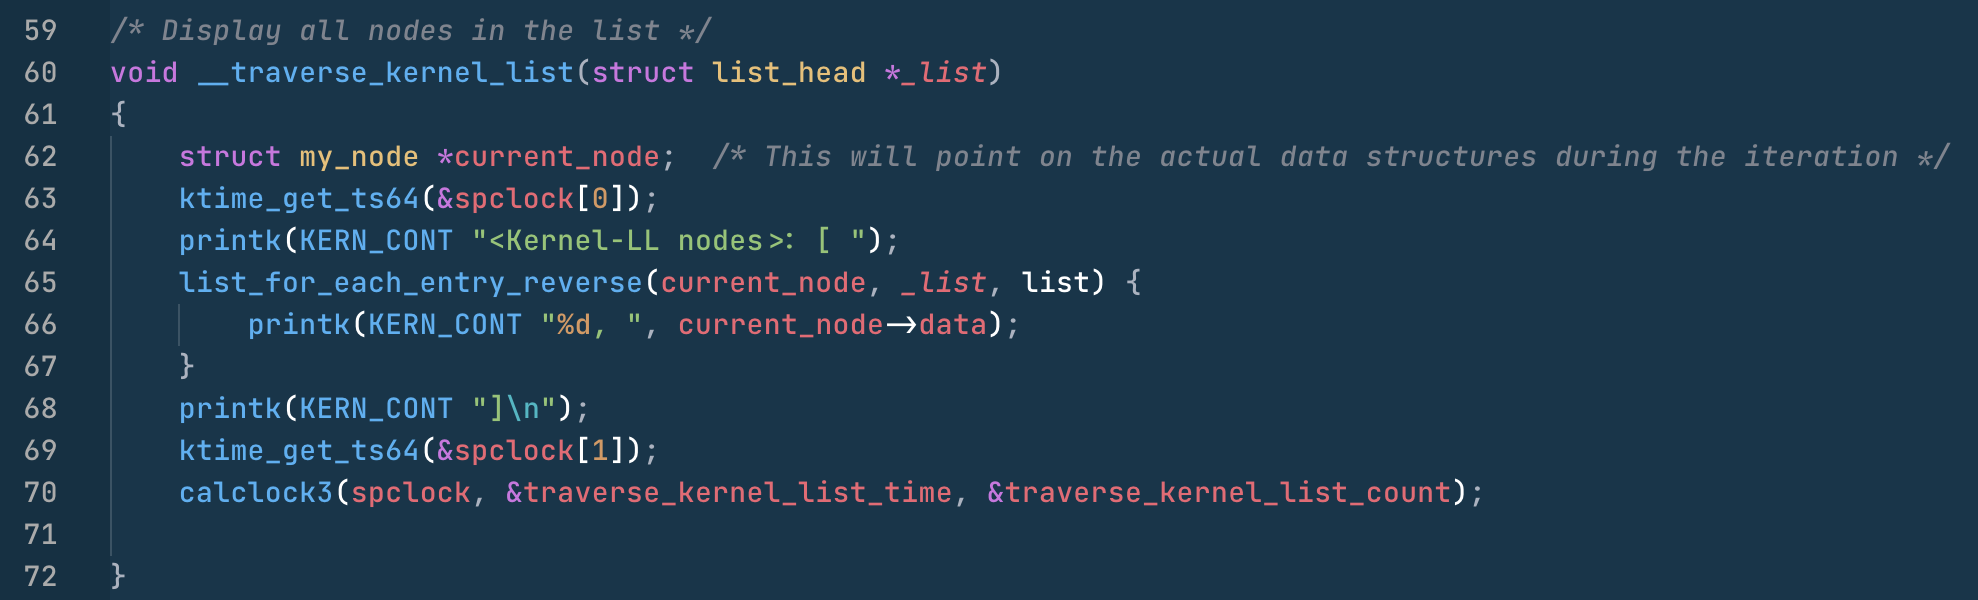 59 /* Display all nodes in the list */
60 void __traverse_kernel_list(struct list_head *_list)
61 {
62     struct my_node *current_node;  /* This will point on the actual data structures during the iteration */
63     ktime_get_ts64(&spclock[0]);
64     printk(KERN_CONT "<Kernel-LL nodes>: [ ");
65     list_for_each_entry_reverse(current_node, _list, list) {
66         printk(KERN_CONT "%d, ", current_node->data);
67     }
68     printk(KERN_CONT "]\n");
69     ktime_get_ts64(&spclock[1]);
70     calclock3(spclock, &traverse_kernel_list_time, &traverse_kernel_list_count);
71
72 }